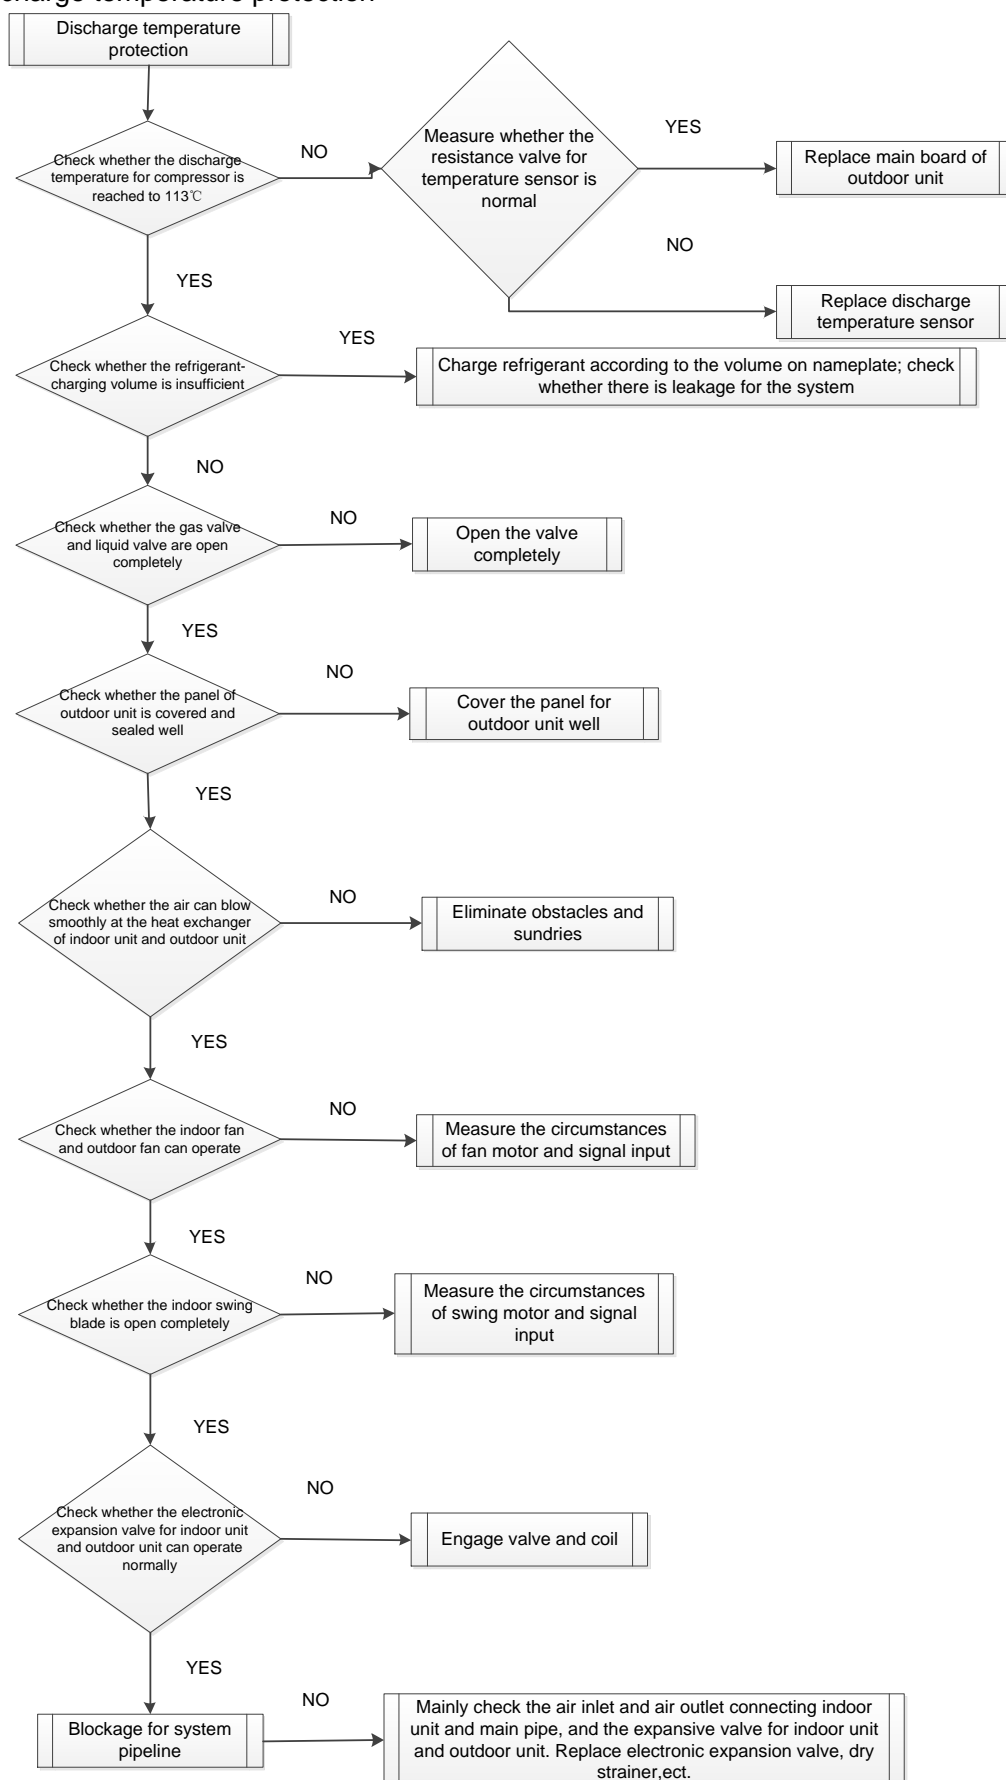 charge temperature protection
Discharge temperature
protection
Check whether the discharge
temperature for compressor is
reached to 113℃
NO
Measure whether the
resistance valve for
temperature sensor is
normal
YES
Replace main board of
outdoor unit
NO
Replace discharge
temperature sensor
YES
Check whether the refrigerant-
charging volume is insufficient
YES
Charge refrigerant according to the volume on nameplate; check
whether there is leakage for the system
NO
Check whether the gas valve
and liquid valve are open
completely
NO
Open the valve
completely
YES
Check whether the panel of
outdoor unit is covered and
sealed well
NO
Cover the panel for
outdoor unit well
YES
Check whether the air can blow
smoothly at the heat exchanger
of indoor unit and outdoor unit
NO
Eliminate obstacles and
sundries
YES
Check whether the indoor fan
and outdoor fan can operate
NO
Measure the circumstances
of fan motor and signal input
YES
Check whether the indoor swing
blade is open completely
NO
Measure the circumstances
of swing motor and signal
input
YES
Check whether the electronic
expansion valve for indoor unit
and outdoor unit can operate
normally
NO
Engage valve and coil
YES
Blockage for system
pipeline
NO
Mainly check the air inlet and air outlet connecting indoor
unit and main pipe, and the expansive valve for indoor unit
and outdoor unit. Replace electronic expansion valve, dry
strainer,ect.